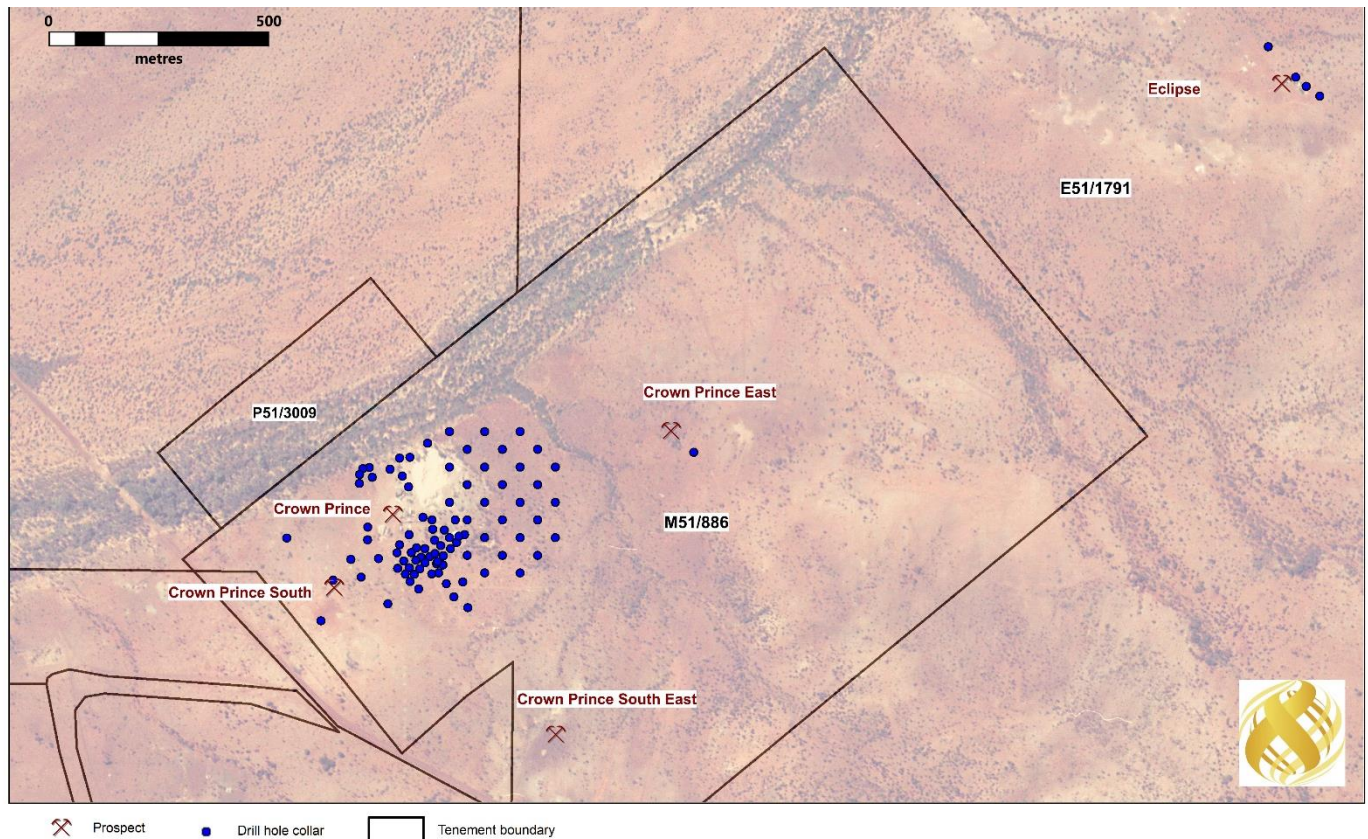 0 500
metres
Eclipse
E51/1791
Crown Prince East
P51/3009
Crown Prince
M51/886
Crown Prince South
Crown Prince South East
Prospect Drill hole collar Tenement boundary